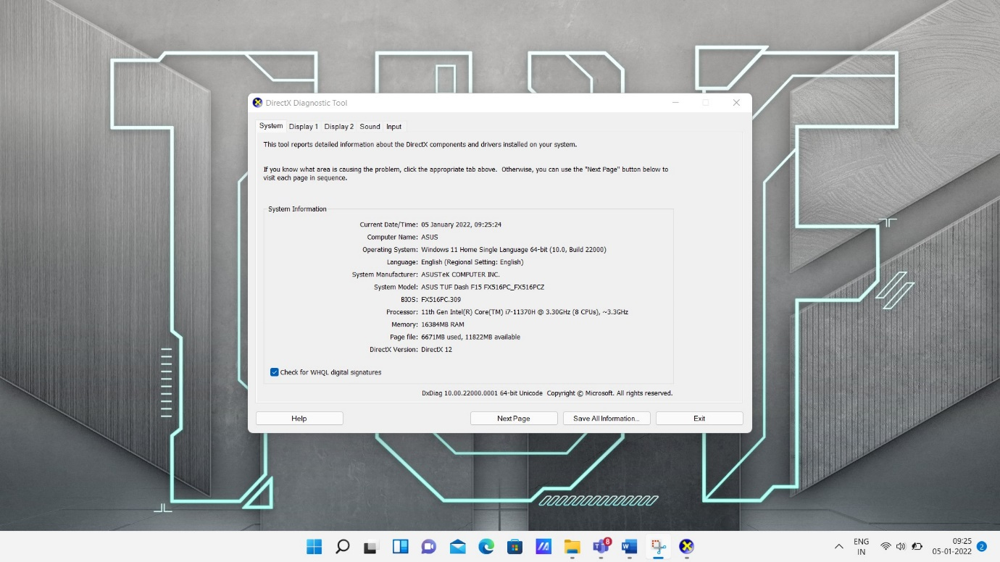 DirectX Diagnostic Tool
System Display 1 Display 2 Sound Input
This tool reports detailed information about the DirectX components and drivers installed on your system.
If you know what area is causing the problem, click the appropriate tab above. Otherwise, you can use the "Next Page" button below to
visit each page in sequence.
System Information
Current Date/Time: 05 January 2022, 09:25:24
Computer Name: ASUS
Operating System: Windows 11 Home Single Language 64-bit (10.0, Build 22000)
Language: English (Regional Setting: English)
System Manufacturer: ASUSTeK COMPUTER INC.
System Model: ASUS TUF Dash F15 FX516PC_FX516PCZ
BIOS: FX516PC.309
Processor: 11th Gen Intel(R) Core(TM) i7-11370H @ 3.30GHz (8 CPUs), ~3.3GHz
Memory: 16384MB RAM
Page file: 6671MB used, 11822MB available
DirectX Version: DirectX 12
Check for WHQL digital signatures
DxDiag 10.00.22000.0001 64-bit Unicode Copyright © Microsoft. All rights reserved.
Help Next Page Save All Information... Exit
8
ENG
IN
09:25
05-01-2022
2